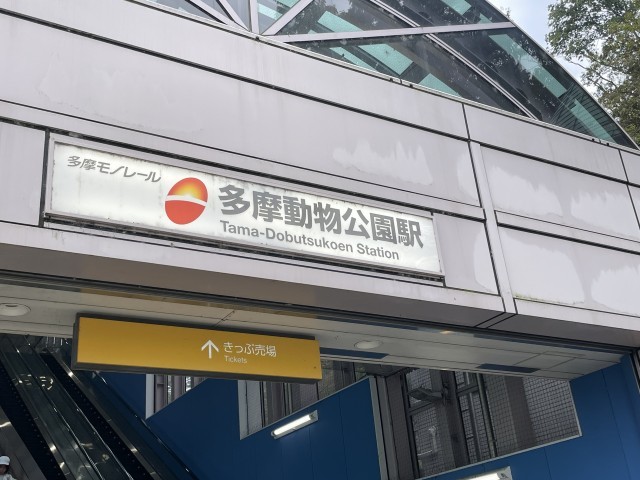 多摩モノレール
多摩動物公園駅
Tama-Dobutsukoen Station
↑きっぷ売場
Tickets